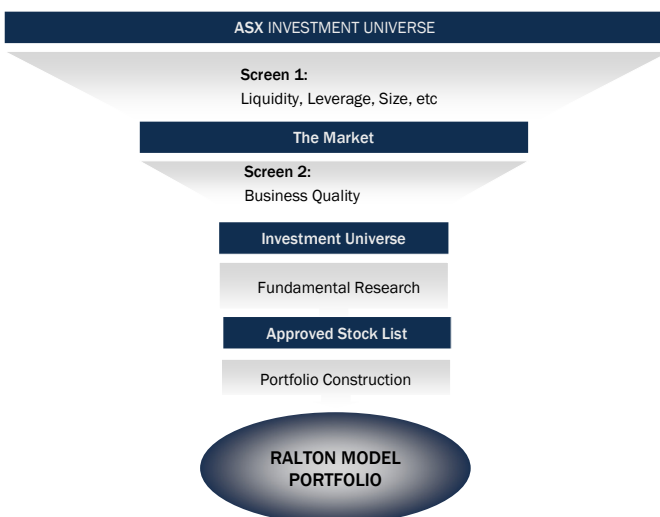 ASX INVESTMENT UNIVERSE
Screen 1:
Liquidity, Leverage, Size, etc
The Market
Screen 2:
Business Quality
Investment Universe
Fundamental Research
Approved Stock List
Portfolio Construction
RALTON MODEL
PORTFOLIO